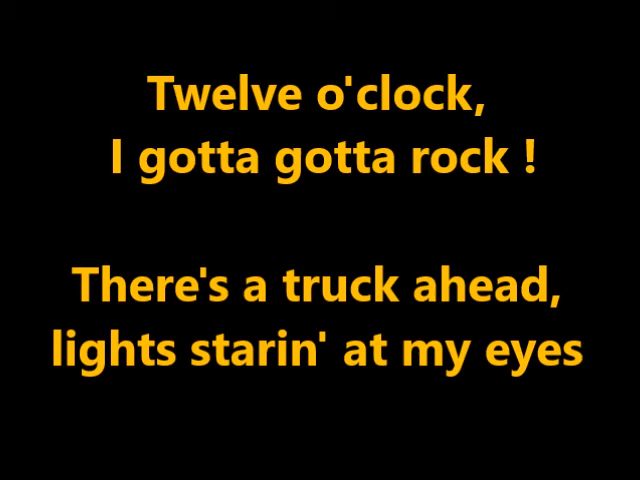 Twelve o'clock,
I gotta gotta rock !
There's a truck ahead,
lights starin' at my eyes